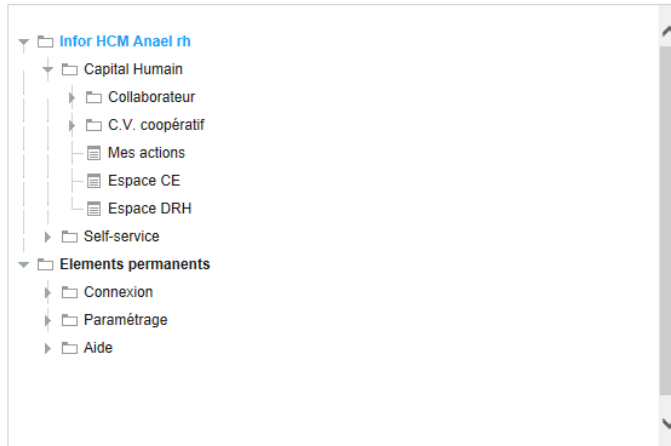 Infor HCM Anael rh
Capital Humain
Collaborateur
C.V. coopératif
Mes actions
Espace CE
Espace DRH
Self-service
Elements permanents
Connexion
Paramétrage
Aide